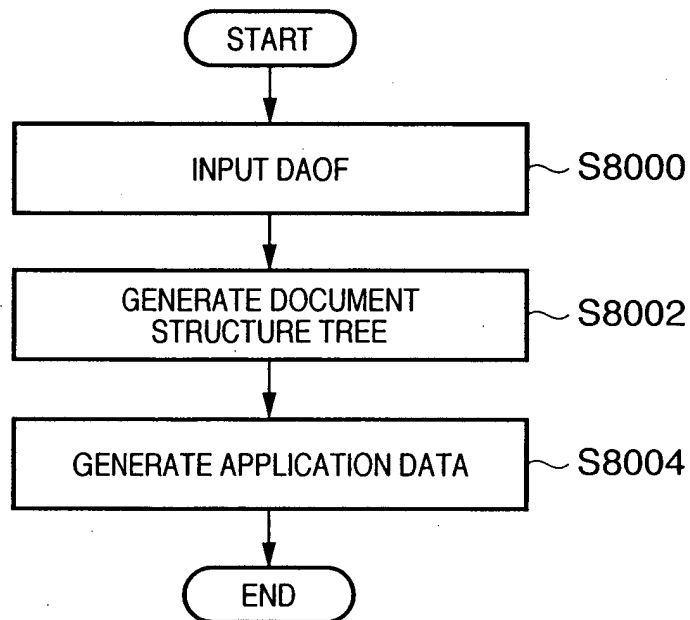 START
INPUT DAOF
S8000
GENERATE DOCUMENT
STRUCTURE TREE
S8002
GENERATE APPLICATION DATA
S8004
END